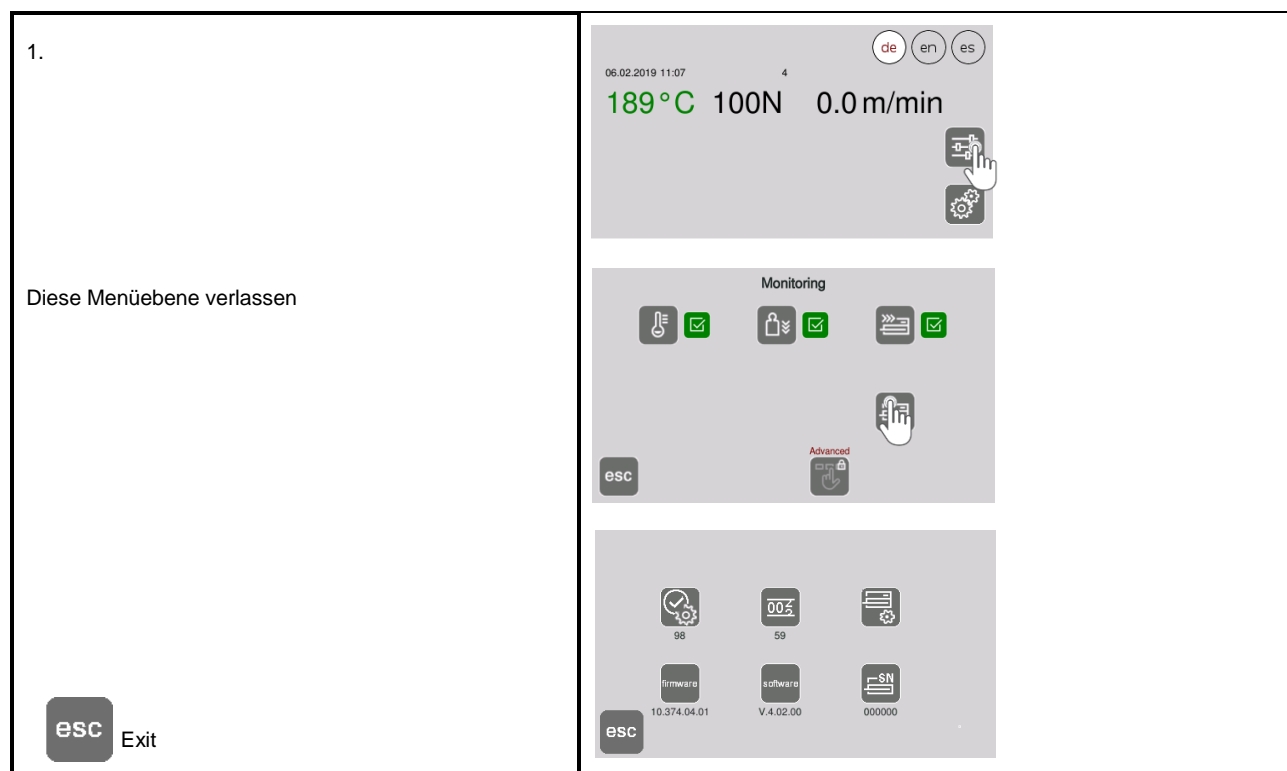 1.
Diese Menüebene verlassen
esc Exit
de en es
06.02.2019 11:07 4
189°C 100N 0.0 m/min
Monitoring
Advanced
esc
00
98 59
firmware software SN
10.374.04.01 V.4.02.00 000000
esc